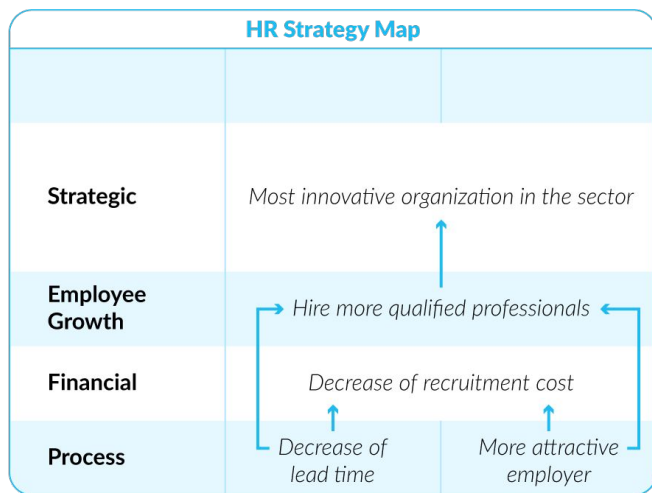 HR Strategy Map
Strategic
Most innovative organization in the sector
Employee
Growth
Hire more qualified professionals
Financial
Decrease of recruitment cost
Process
Decrease of
lead time
More attractive
employer